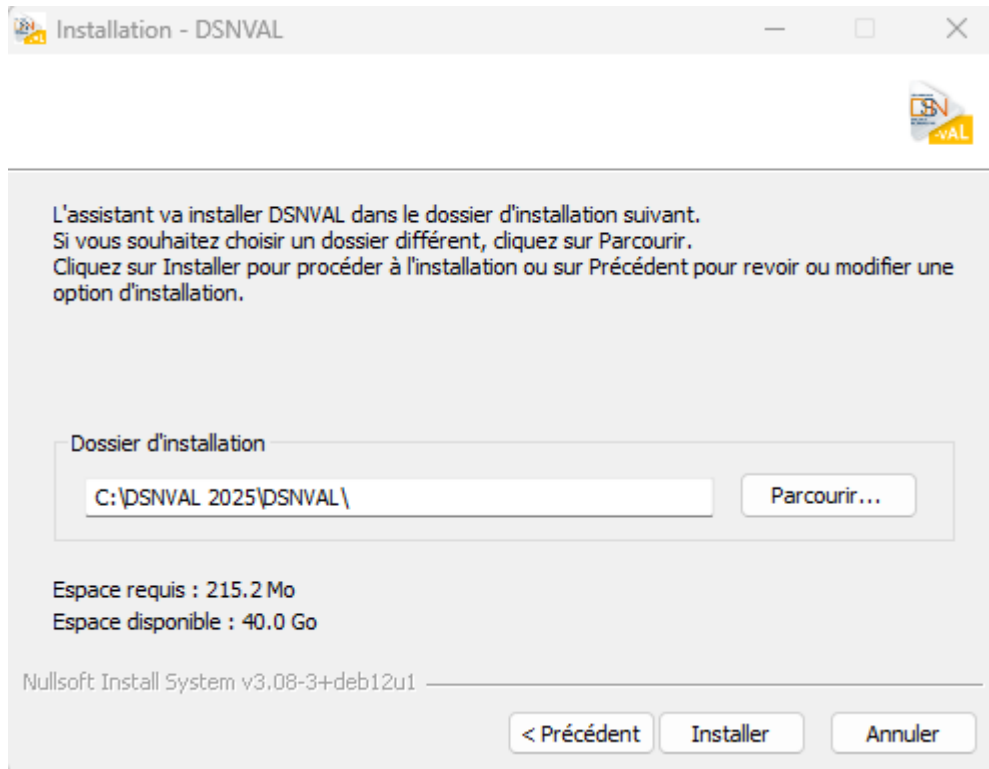 Installation - DSNVAL
DSN
-VAL
L'assistant va installer DSNVAL dans le dossier d'installation suivant.
Si vous souhaitez choisir un dossier différent, cliquez sur Parcourir.
Cliquez sur Installer pour procéder à l'installation ou sur Précédent pour revoir ou modifier une
option d'installation.
Dossier d'installation
C:\DSNVAL 2025\DSNVAL\
Parcourir...
Espace requis : 215.2 Mo
Espace disponible : 40.0 Go
Nullsoft Install System v3.08-3+deb12u1
< Précédent
Installer
Annuler